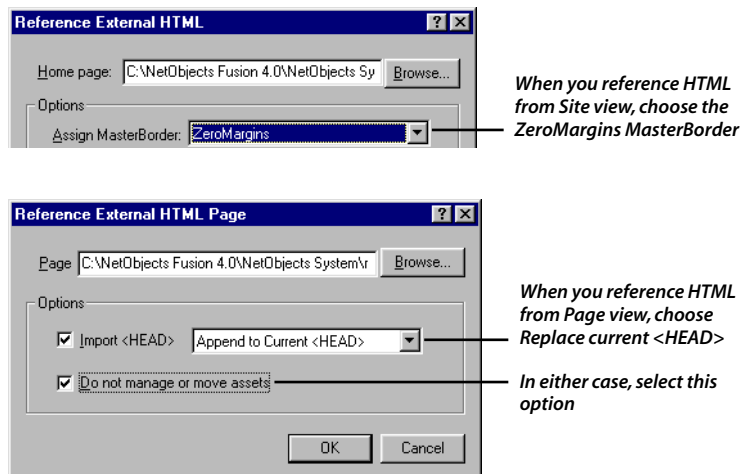 Reference External HTML
Home page: C:\NetObjects Fusion 4.0\NetObjects Sy Browse...
Options
Assign MasterBorder: ZeroMargins
When you reference HTML
from Site view, choose the
ZeroMargins MasterBorder
Reference External HTML Page
Page C:\NetObjects Fusion 4.0\NetObjects System\r Browse...
Options
Import <HEAD> Append to Current <HEAD>
Do not manage or move assets
OK Cancel
When you reference HTML
from Page view, choose
Replace current <HEAD>
In either case, select this
option